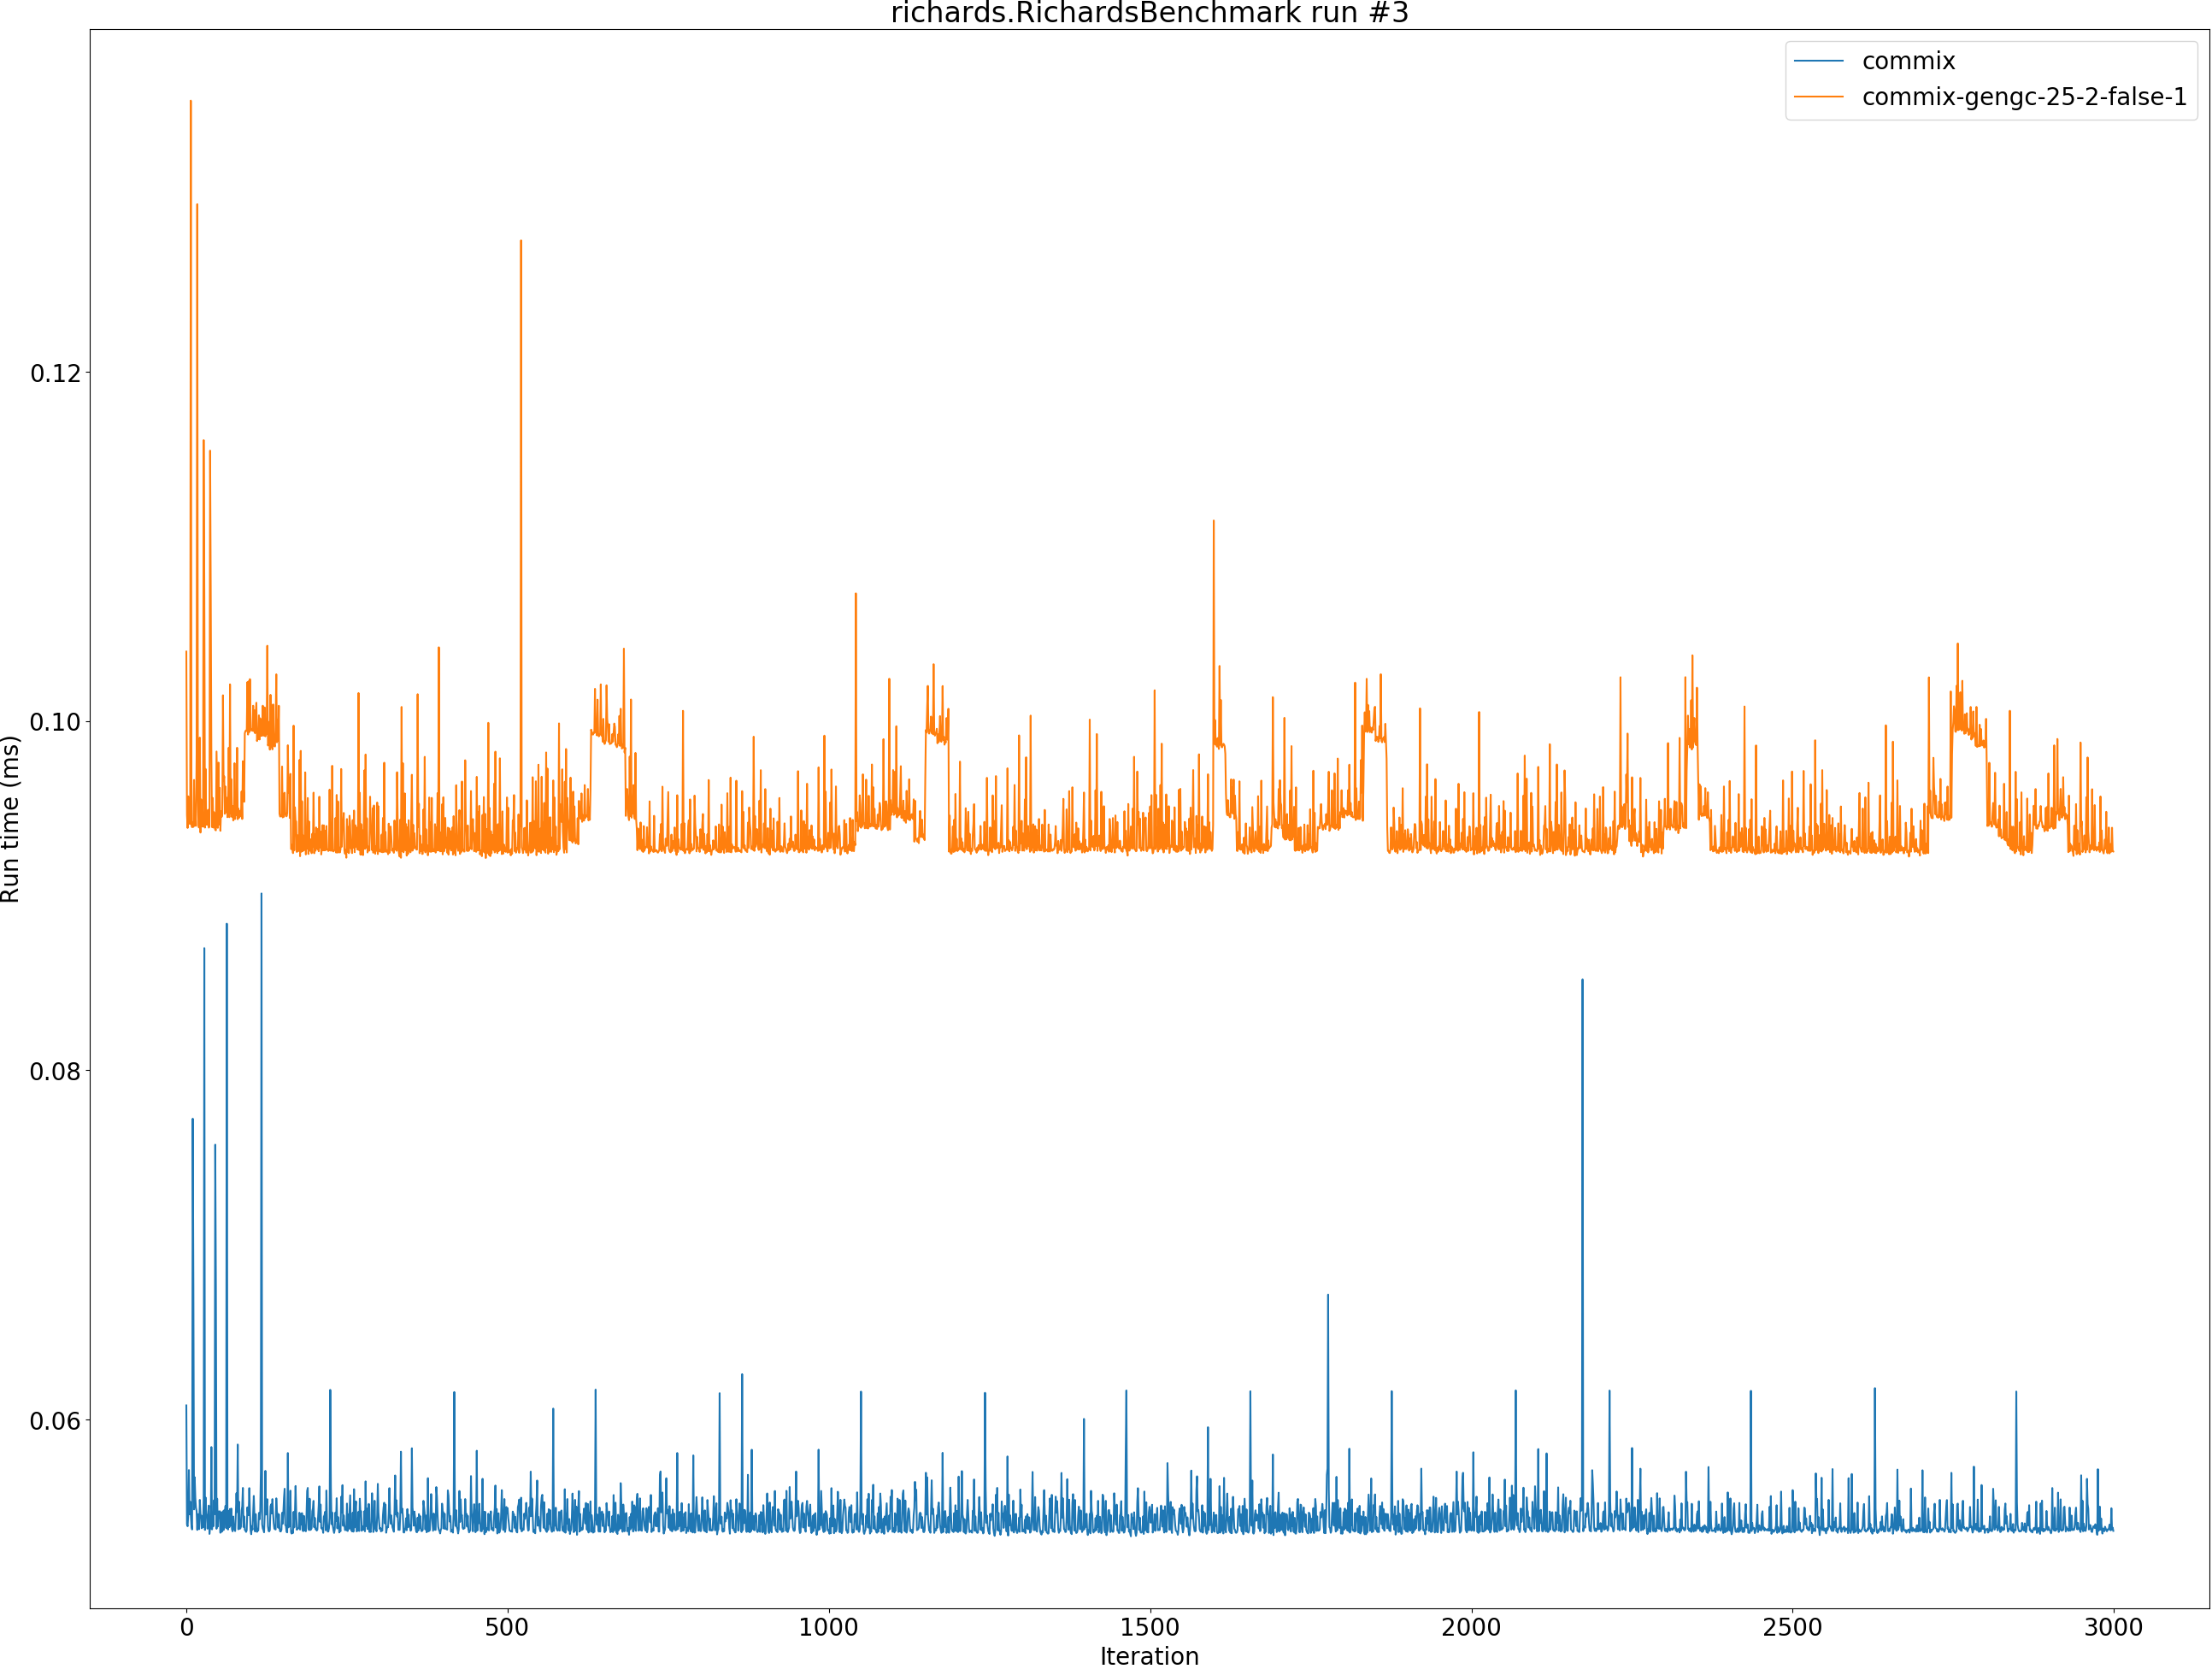 richards.RichardsBenchmark run #3
commix
commix-gengc-25-2-false-1
Run time (ms)
0.12
0.10
0.08
0.06
0 500 1000 1500 2000 2500 3000
Iteration